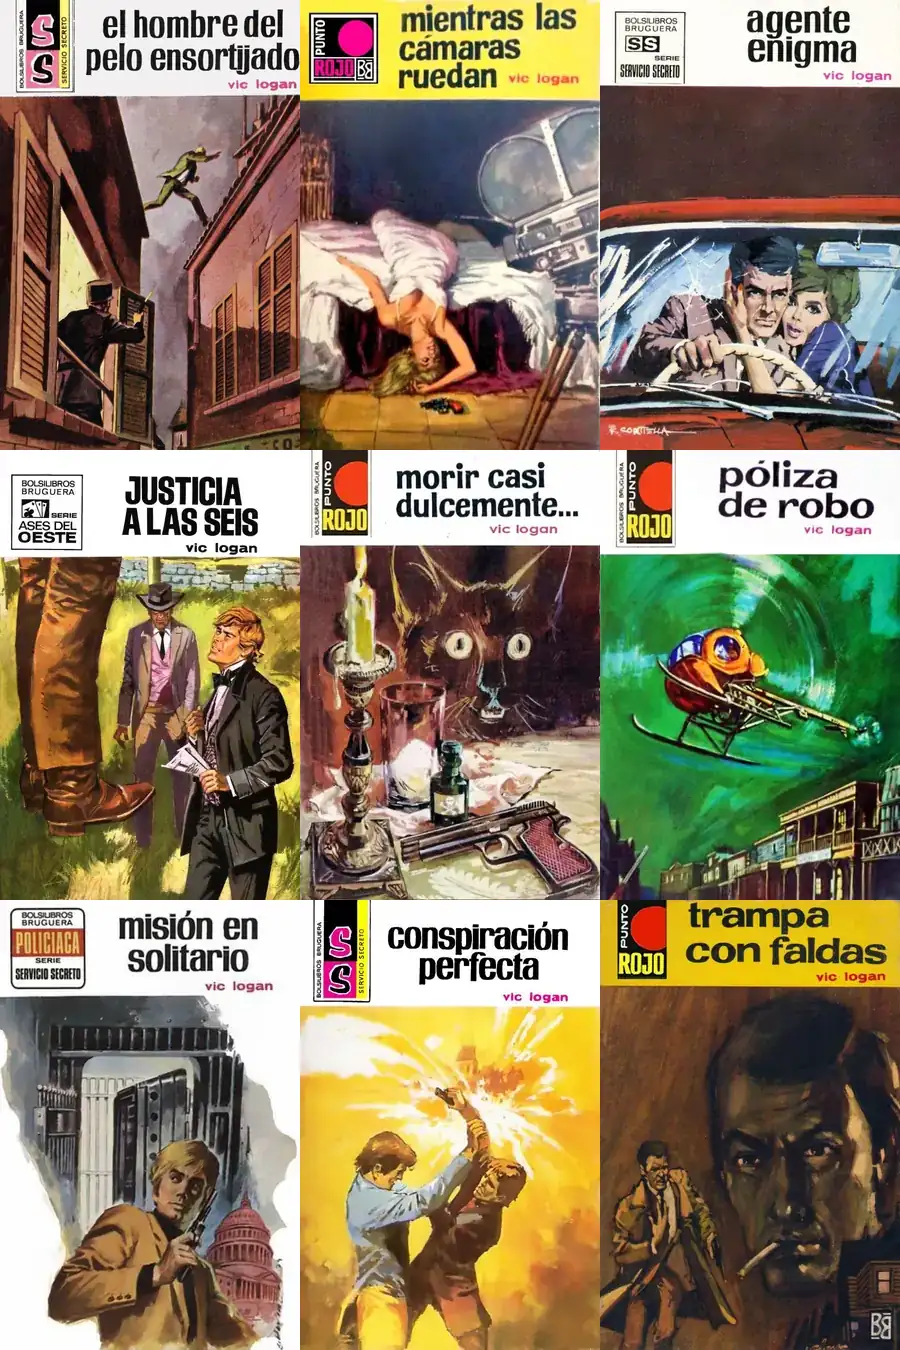 BOLSILIBROS BRUGUERA
SS
SERVICIO SECRETO
el hombre del
pelo ensortijado
vic logan
PUNTO
ROJO
BB
mientras las
cámaras
ruedan
vic logan
BOLSILIBROS
BRUGUERA
SS
SERIE
SERVICIO SECRETO
agente
enigma
vic logan
R. CORTIELLA
BOLSILIBROS
BRUGUERA
SERIE
ASES DEL
OESTE
JUSTICIA
A LAS SEIS
vic logan
BOLSILIBROS BRUGUERA
PUNTO
ROJO
morir casi
dulcemente...
vic logan
BOLSILIBROS BRUGUERA
PUNTO
ROJO
póliza
de robo
vic logan
BOLSILIBROS
BRUGUERA
POLICIACA
SERIE
SERVICIO SECRETO
misión en
solitario
vic logan
BOLSILIBROS BRUGUERA
SS
SERVICIO SECRETO
conspiración
perfecta
vic logan
PUNTO
ROJO
trampa
con faldas
vic logan
BB